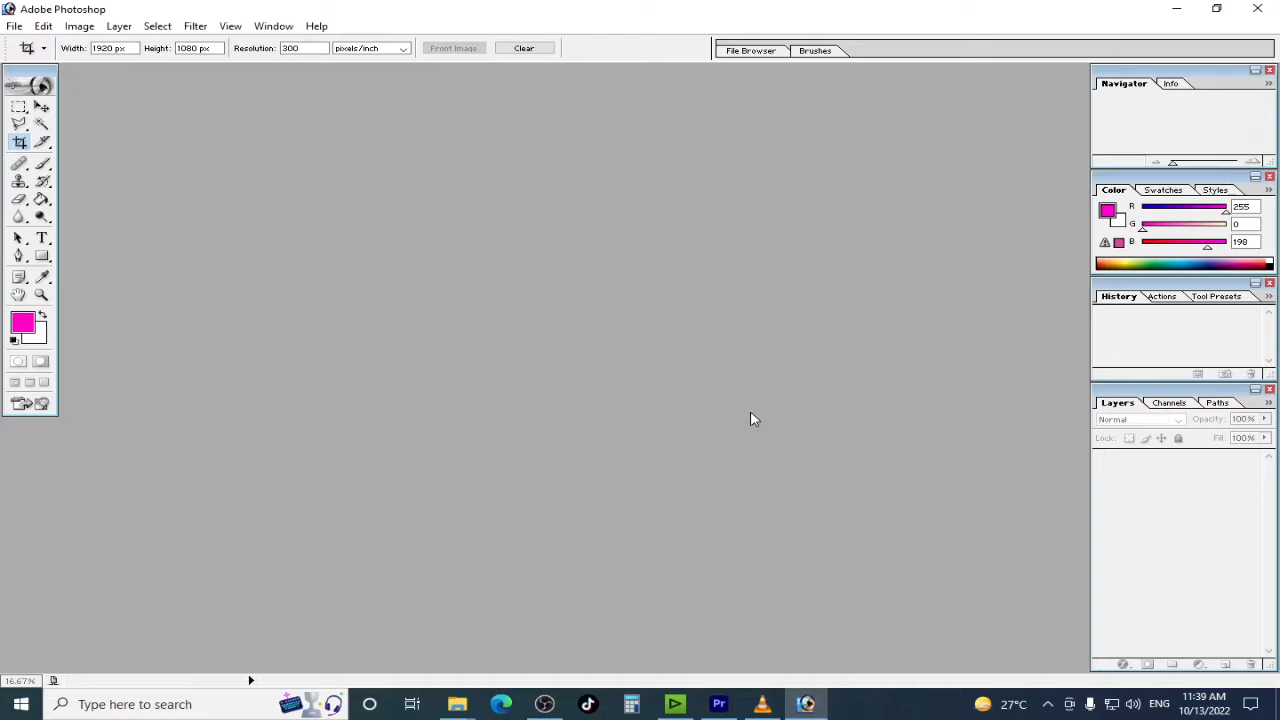 Adobe Photoshop
File Edit Image Layer Select Filter View Window Help
Width: 1920 px Height: 1080 px Resolution: 300 pixels/inch Front Image Clear File Browser Brushes
Navigator Info
Color Swatches Styles
R 255
G 0
B 198
History Actions Tool Presets
Layers Channels Paths
Normal Opacity: 100%
Lock: Fill: 100%
16.67%
Type here to search 27°C ENG 11:39 AM
10/13/2022